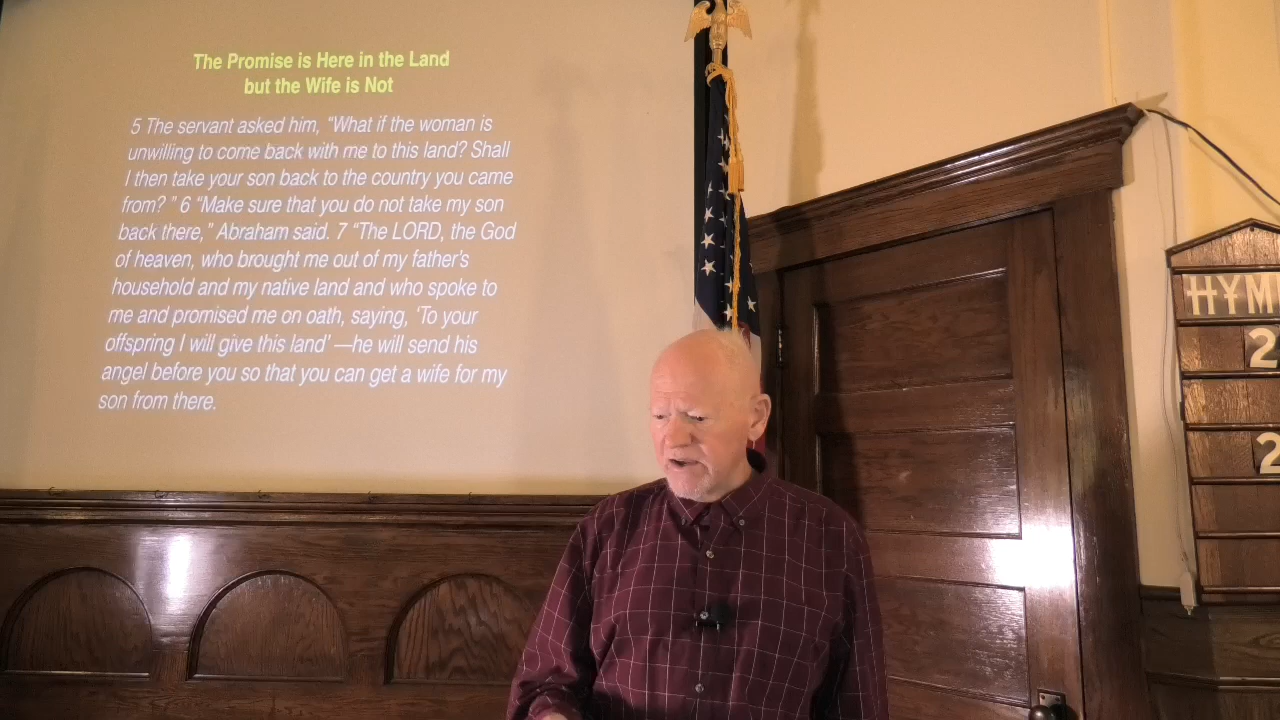 The Promise is Here in the Land
but the Wife is Not
5 The servant asked him, “What if the woman is
unwilling to come back with me to this land? Shall
I then take your son back to the country you came
from? ” 6 “Make sure that you do not take my son
back there,” Abraham said. 7 “The LORD, the God
of heaven, who brought me out of my father’s
household and my native land and who spoke to
me and promised me on oath, saying, ‘To your
offspring I will give this land’ —he will send his
angel before you so that you can get a wife for my
son from there.
HYM
2
2